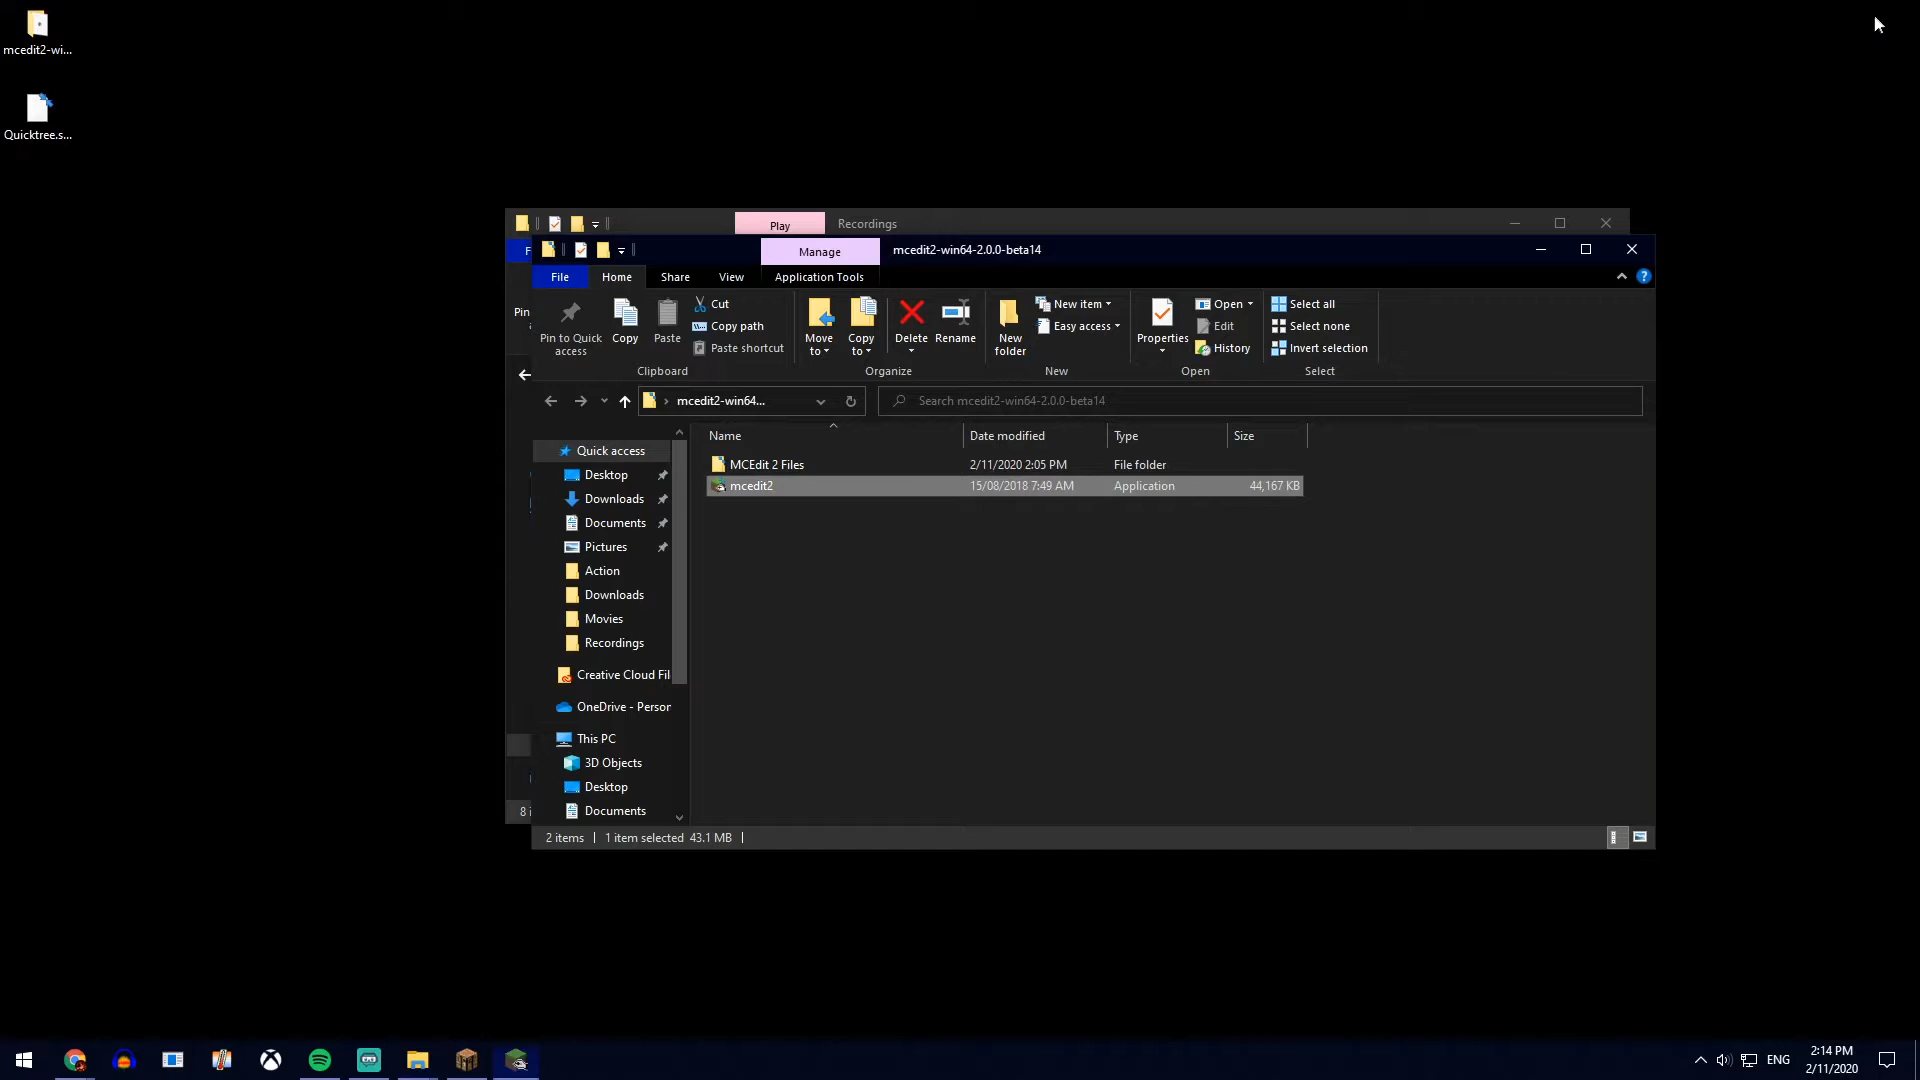 mcedit2-wi...
Quicktree.s...
Play
Recordings
Manage
mcedit2-win64-2.0.0-beta14
File
Home
Share
View
Application Tools
Pin to Quick access
Copy
Paste
Cut
Copy path
Paste shortcut
Clipboard
Move to
Copy to
Delete
Rename
Organize
New folder
New item
Easy access
New
Properties
Open
Edit
History
Open
Select all
Select none
Invert selection
Select
mcedit2-win64...
Search mcedit2-win64-2.0.0-beta14
Name
Date modified
Type
Size
MCEdit 2 Files
2/11/2020 2:05 PM
File folder
mcedit2
15/08/2018 7:49 AM
Application
44,167 KB
Quick access
Desktop
Downloads
Documents
Pictures
Action
Downloads
Movies
Recordings
Creative Cloud Fil
OneDrive - Person
This PC
3D Objects
Desktop
Documents
Pin
8 i
2 items
1 item selected 43.1 MB
ENG
2:14 PM
2/11/2020